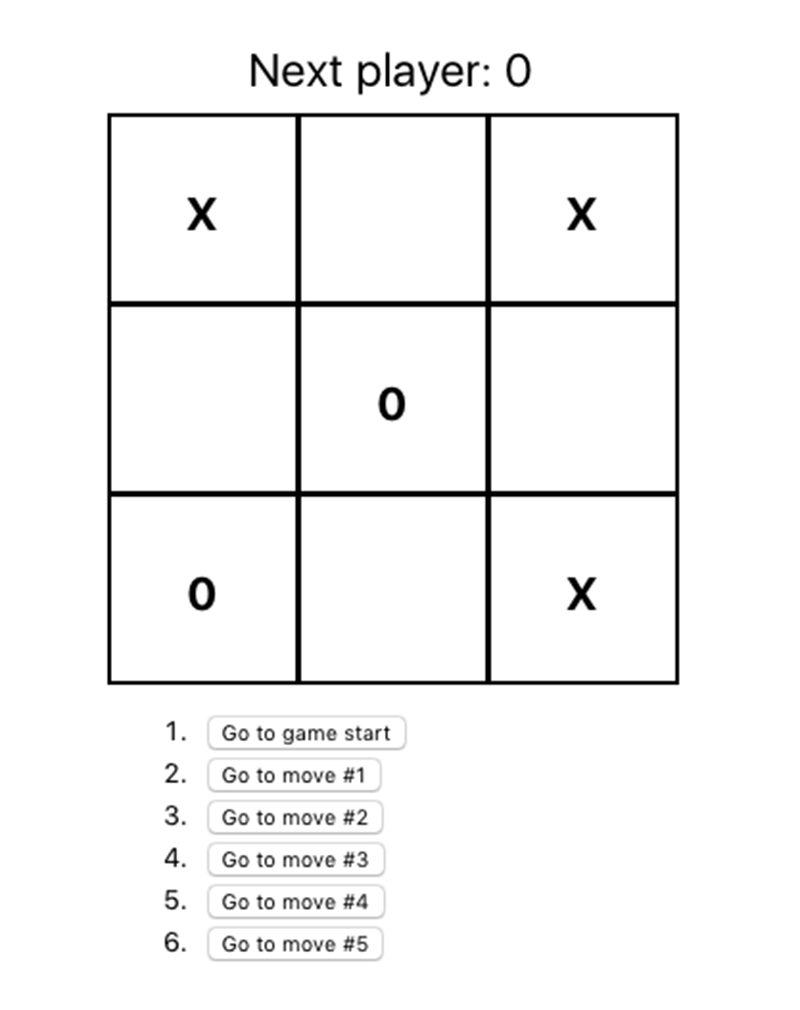 Next player: 0
X X
0
0 X
1. Go to game start
2. Go to move #1
3. Go to move #2
4. Go to move #3
5. Go to move #4
6. Go to move #5